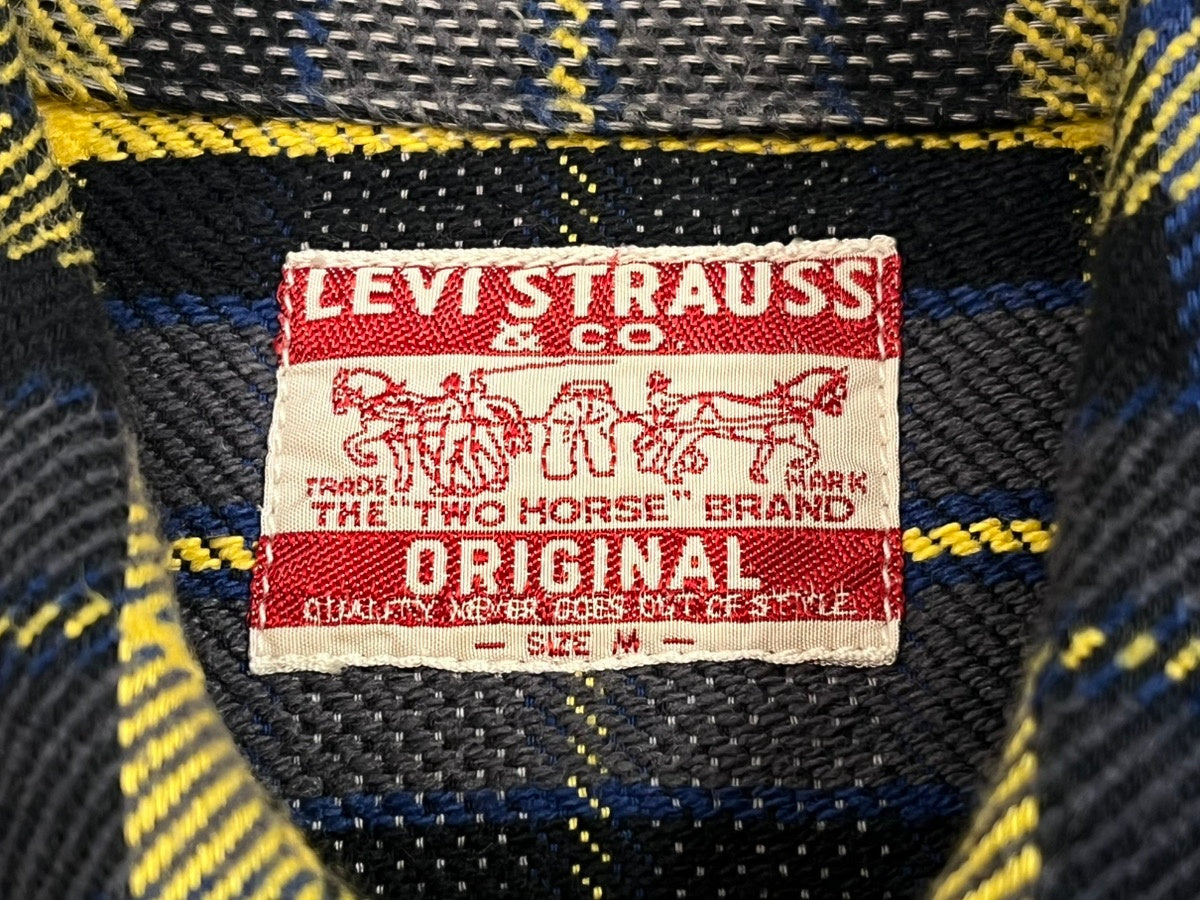 LEVI STRAUSS
& CO.
TRADE MARK
THE "TWO HORSE" BRAND
ORIGINAL
QUALITY NEVER GOES OUT OF STYLE
— SIZE M —